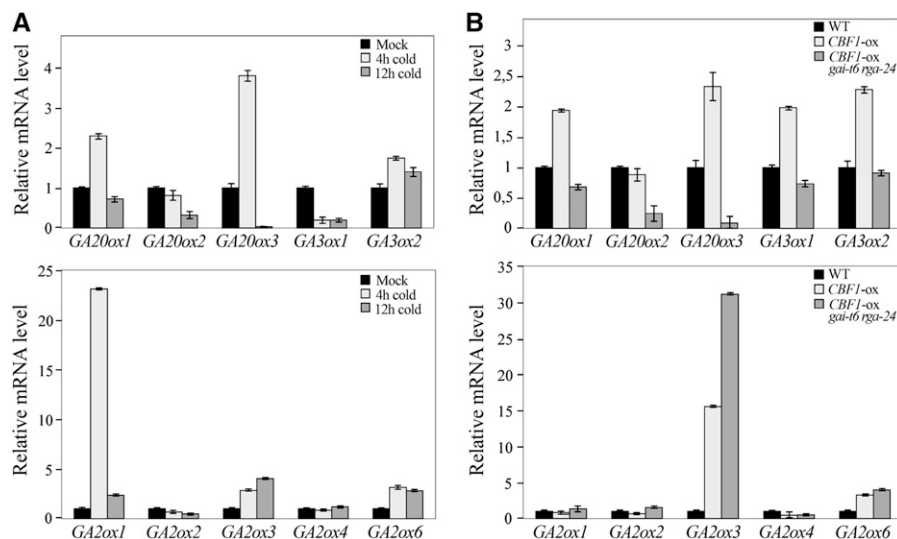 A
Relative mRNA level
4
3
2
1
0
Mock
4h cold
12h cold
GA20ox1 GA20ox2 GA20ox3 GA3ox1 GA3ox2
Relative mRNA level
25
20
15
10
5
0
Mock
4h cold
12h cold
GA2ox1 GA2ox2 GA2ox3 GA2ox4 GA2ox6
B
Relative mRNA level
3
2,5
2
1,5
1
0,5
0
WT
CBF1-ox
CBF1-ox
gai-t6 rga-24
GA20ox1 GA20ox2 GA20ox3 GA3ox1 GA3ox2
Relative mRNA level
35
30
25
20
15
10
5
0
WT
CBF1-ox
CBF1-ox
gai-t6 rga-24
GA2ox1 GA2ox2 GA2ox3 GA2ox4 GA2ox6